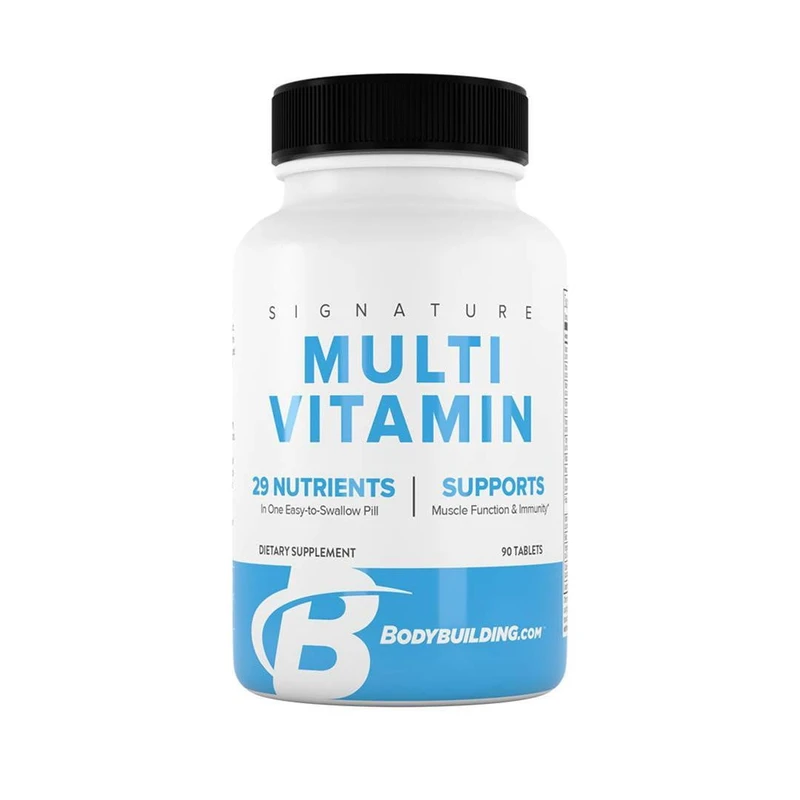 SIGNATURE
MULTI
VITAMIN
29 NUTRIENTS
In One Easy-to-Swallow Pill
SUPPORTS
Muscle Function & Immunity*
DIETARY SUPPLEMENT
90 TABLETS
B
BODYBUILDING.COM™